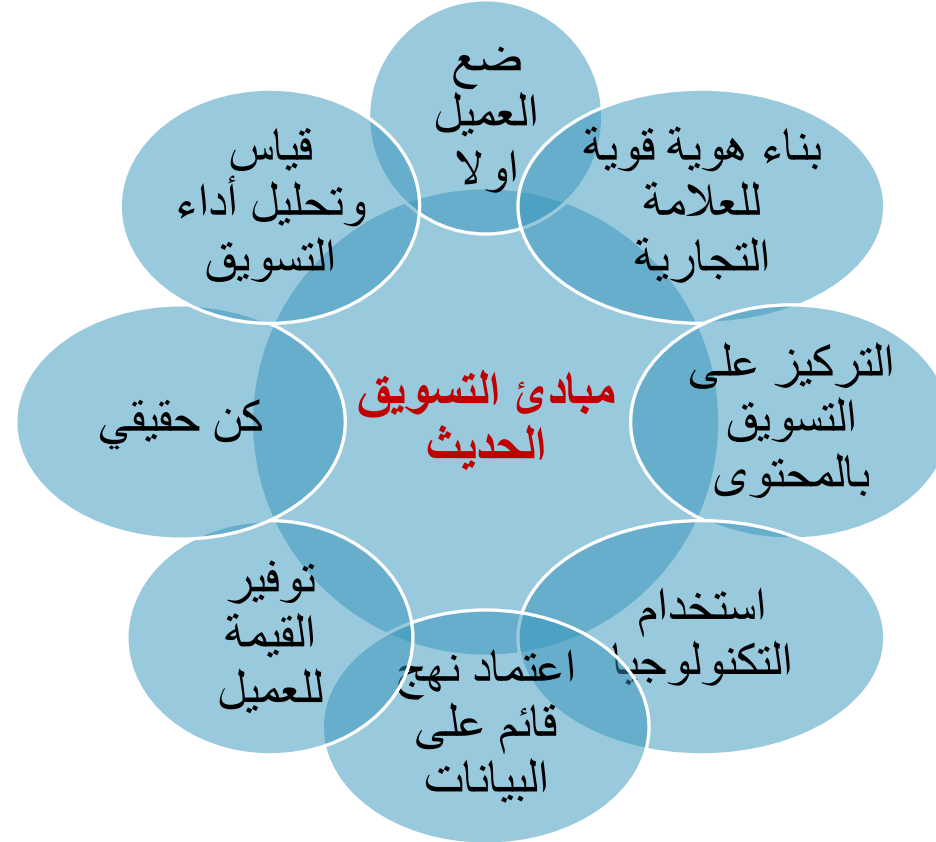 ضع
العميل
اولا
بناء هوية قوية
للعلامة
التجارية
التركيز على
التسويق
بالمحتوى
استخدام
التكنولوجيا
اعتماد نهج
قائم على
البيانات
توفير
القيمة
للعميل
كن حقيقي
قياس
وتحليل أداء
التسويق
مبادئ التسويق
الحديث